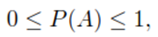 0 ≤ P(A) ≤ 1,